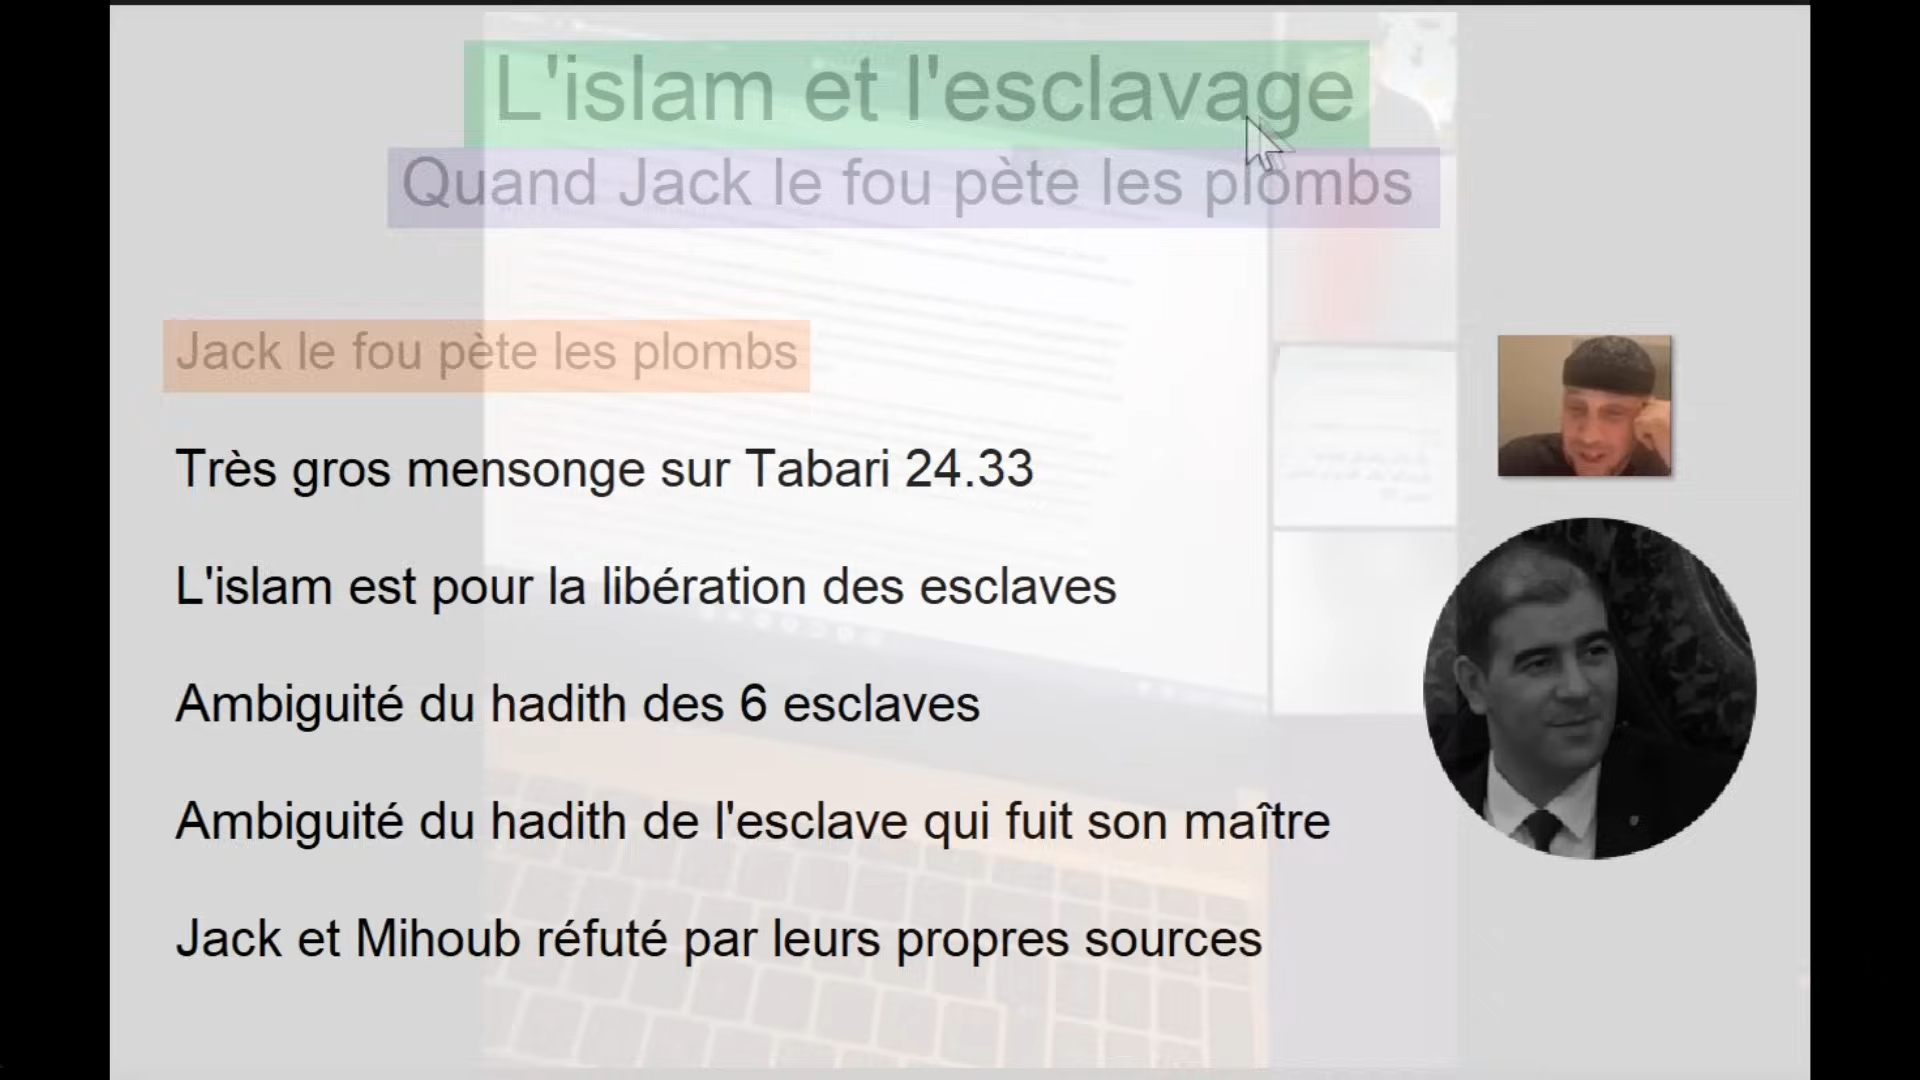 L'islam et l'esclavage
Quand Jack le fou pète les plombs
Jack le fou pète les plombs
Très gros mensonge sur Tabari 24.33
L'islam est pour la libération des esclaves
Ambiguité du hadith des 6 esclaves
Ambiguité du hadith de l'esclave qui fuit son maître
Jack et Mihoub réfuté par leurs propres sources